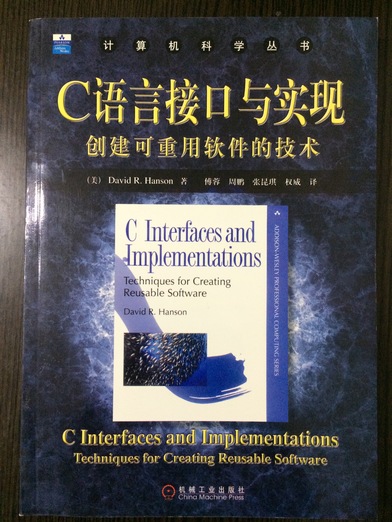 计算机科学丛书
C语言接口与实现
创建可重用软件的技术
(美) David R. Hanson 著 傅蓉 周鹏 张昆琪 权威 译
C Interfaces and
Implementations
Techniques for Creating
Reusable Software
David R. Hanson
ADDISON-WESLEY PROFESSIONAL COMPUTING SERIES
C Interfaces and Implementations
Techniques for Creating Reusable Software
机械工业出版社
China Machine Press